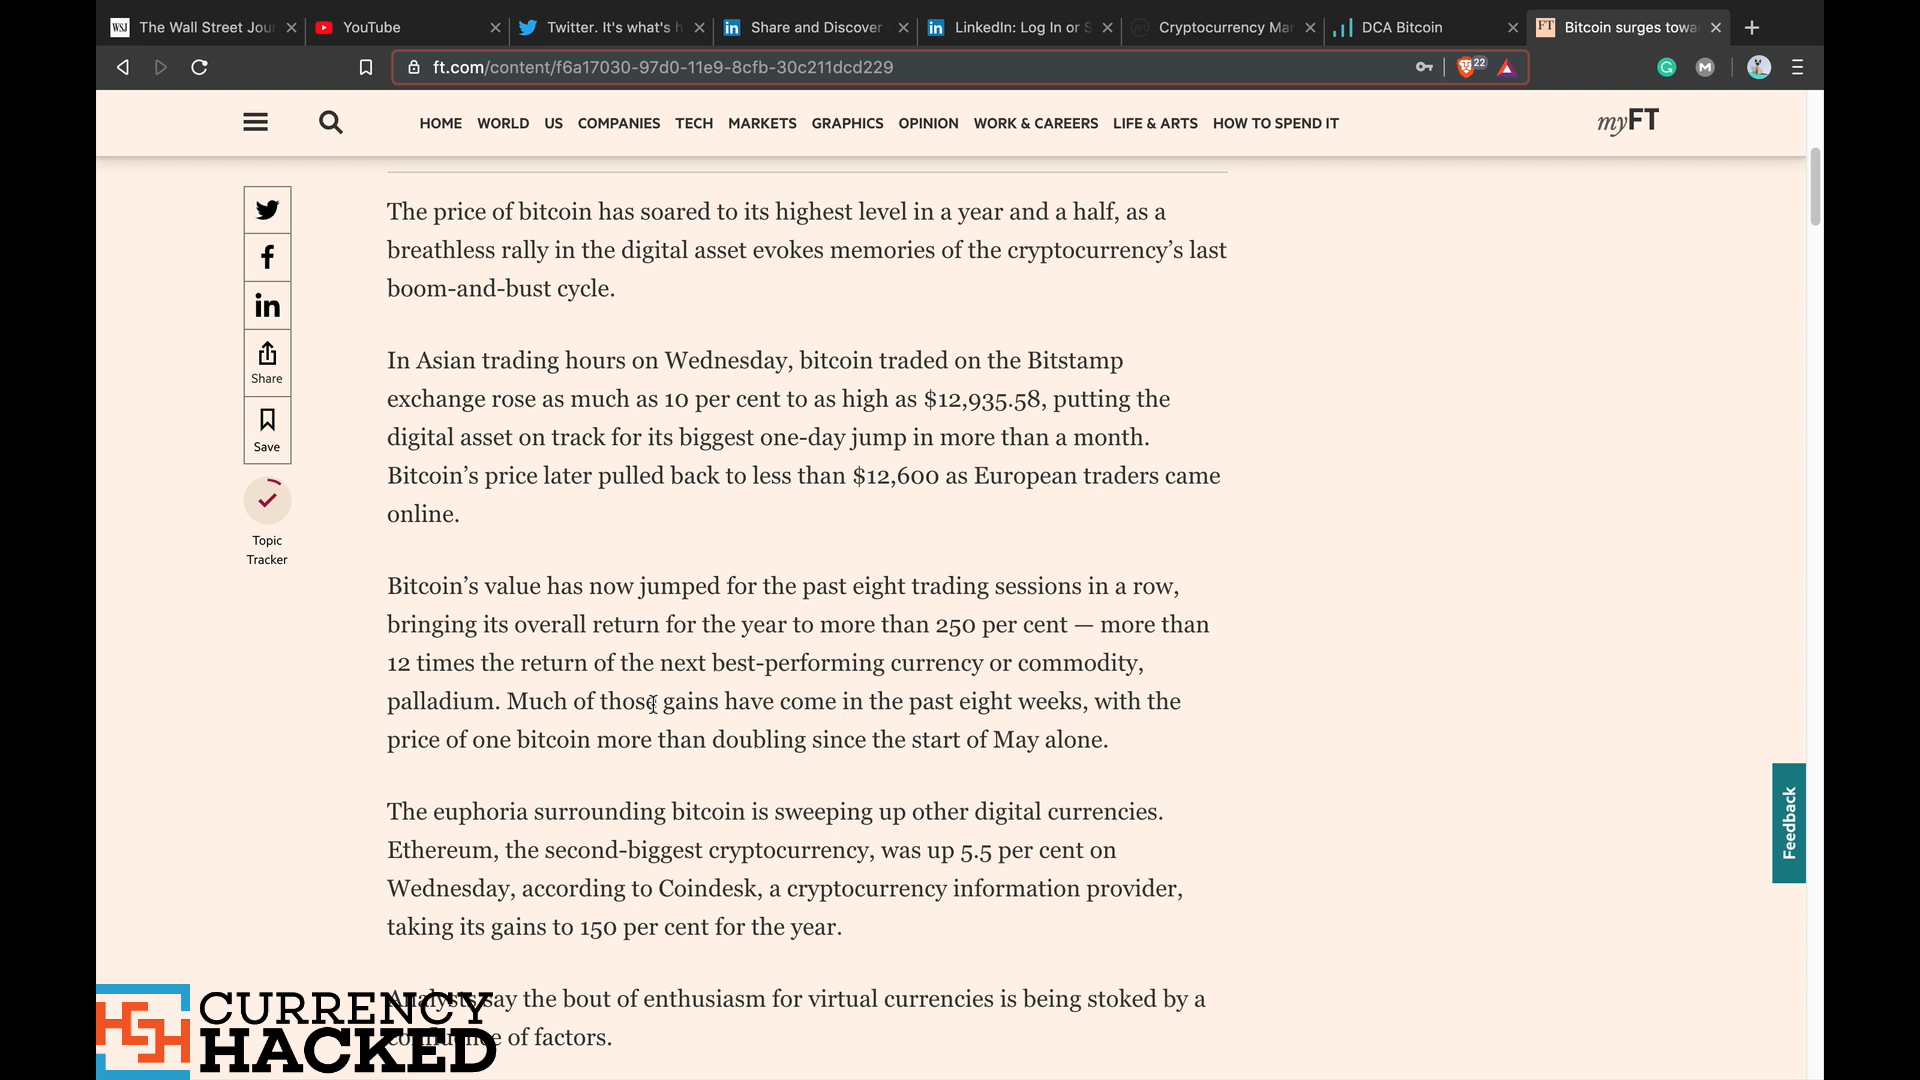 The Wall Street Jou
YouTube
Twitter. It's what's h
Share and Discover
LinkedIn: Log In or S
Cryptocurrency Mar
DCA Bitcoin
Bitcoin surges towa
ft.com/content/f6a17030-97d0-11e9-8cfb-30c211dcd229
22
HOME WORLD US COMPANIES TECH MARKETS GRAPHICS OPINION WORK & CAREERS LIFE & ARTS HOW TO SPEND IT
myFT
Share
Save
Topic
Tracker
The price of bitcoin has soared to its highest level in a year and a half, as a
breathless rally in the digital asset evokes memories of the cryptocurrency’s last
boom-and-bust cycle.
In Asian trading hours on Wednesday, bitcoin traded on the Bitstamp
exchange rose as much as 10 per cent to as high as $12,935.58, putting the
digital asset on track for its biggest one-day jump in more than a month.
Bitcoin’s price later pulled back to less than $12,600 as European traders came
online.
Bitcoin’s value has now jumped for the past eight trading sessions in a row,
bringing its overall return for the year to more than 250 per cent — more than
12 times the return of the next best-performing currency or commodity,
palladium. Much of those gains have come in the past eight weeks, with the
price of one bitcoin more than doubling since the start of May alone.
The euphoria surrounding bitcoin is sweeping up other digital currencies.
Ethereum, the second-biggest cryptocurrency, was up 5.5 per cent on
Wednesday, according to Coindesk, a cryptocurrency information provider,
taking its gains to 150 per cent for the year.
Analysts say the bout of enthusiasm for virtual currencies is being stoked by a
confluence of factors.
Feedback
HSH
CURRENCY
HACKED